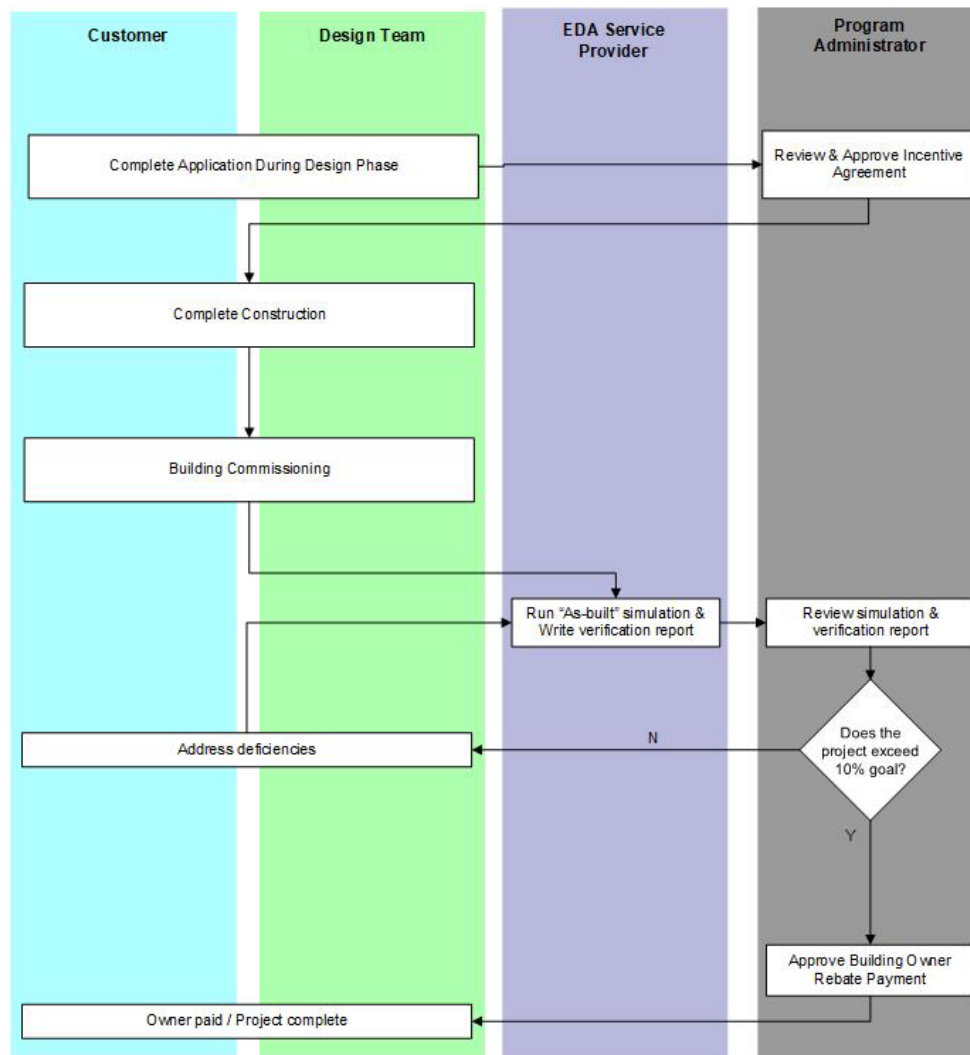 Customer
Design Team
EDA Service
Provider
Program
Administrator
Complete Application During Design Phase
Review & Approve Incentive
Agreement
Complete Construction
Building Commissioning
Run “As-built” simulation &
Write verification report
Review simulation &
verification report
Does the
project exceed
10% goal?
N
Address deficiencies
Y
Approve Building Owner
Rebate Payment
Owner paid / Project complete